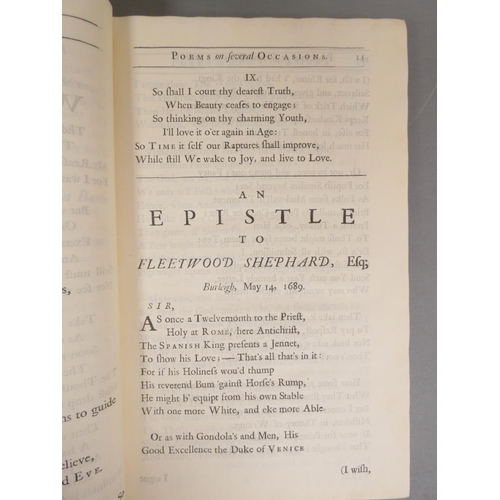 POEMS on ſeveral OCCASIONS.
IX.
So ſhall I court thy deareſt Truth,
When Beauty ceaſes to engage:
So thinking on thy charming Youth,
I'll love it o'er again in Age:
So TIME it ſelf our Raptures ſhall improve,
While ſtill We wake to Joy, and live to Love.
AN
EPISTLE
TO
FLEETWOOD SHEPHARD, Eſq;
Burleigh, May 14, 1689.
SIR,
AS once a Twelvemonth to the Prieſt,
Holy at ROME, here Antichriſt,
The SPANISH King preſents a Jennet,
To ſhow his Love:—That's all that's in it:
For if his Holineſs wou'd thump
His reverend Bum 'gainſt Horſe's Rump,
He might b' equipt from his own Stable
With one more White, and eke more Able.
Or as with Gondola's and Men, His
Good Excellence the Duke of VENICE
(I wiſh,
s,
ns to guide
elieve,
d EVE.